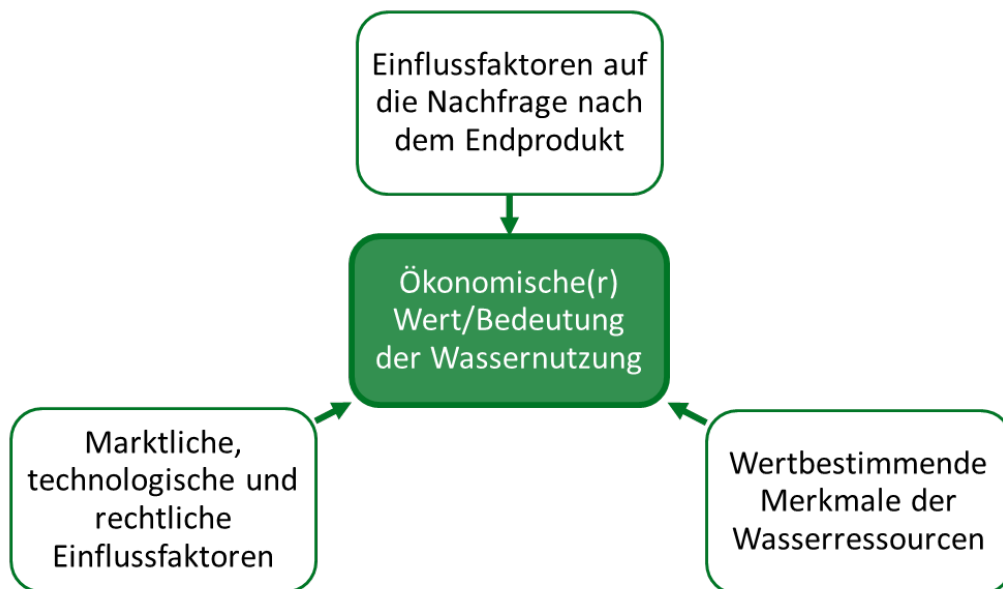 Einflussfaktoren auf
die Nachfrage nach
dem Endprodukt
Ökonomische(r)
Wert/Bedeutung
der Wassernutzung
Marktliche,
technologische und
rechtliche
Einflussfaktoren
Wertbestimmende
Merkmale der
Wasserressourcen